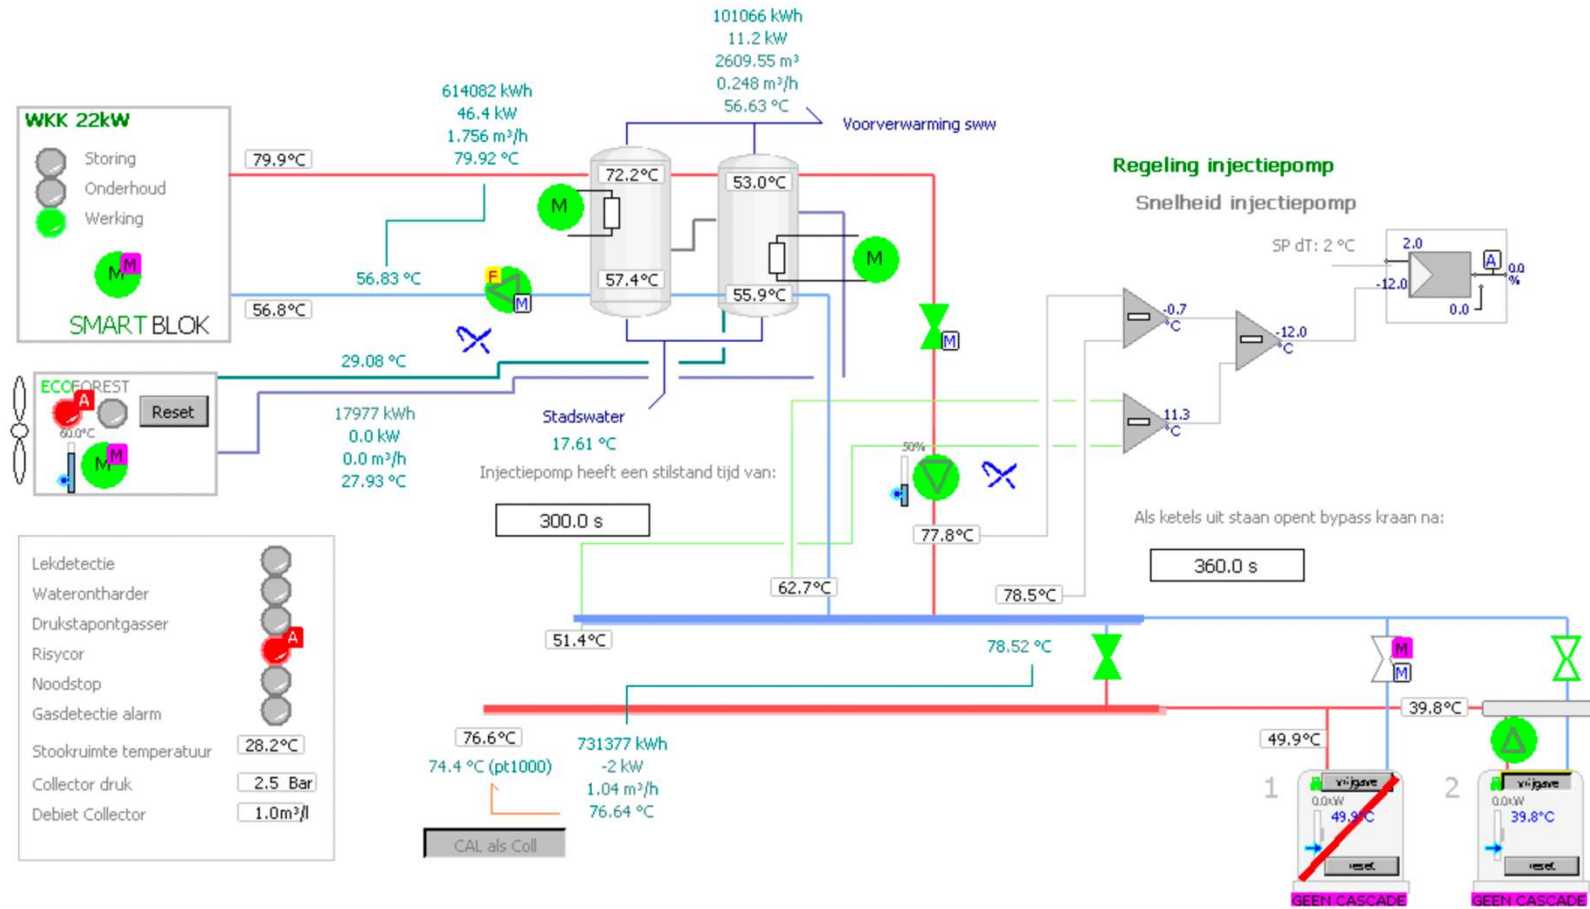 101066 kWh
11.2 kW
2609.55 m³
0.248 m³/h
56.63 °C
Voorverwarming sww
614082 kWh
46.4 kW
1.756 m³/h
79.92 °C
WKK 22kW
Storing
Onderhoud
Werking
M
M
SMARTBLOK
79.9°C
56.83 °C
56.8°C
F
M
M
72.2°C
57.4°C
53.0°C
55.9°C
M
M
29.08 °C
ECOFOREST
A
Reset
60.0°C
M
M
17977 kWh
0.0 kW
0.0 m³/h
27.93 °C
Stadswater
17.61 °C
Injectiepomp heeft een stilstand tijd van:
300.0 s
50%
77.8°C
62.7°C
51.4°C
Regeling injectiepomp
Snelheid injectiepomp
SP dT: 2 °C
2.0
-12.0
A
0.0
%
0.0
-0.7
°C
-12.0
°C
11.3
°C
Als ketels uit staan opent bypass kraan na:
360.0 s
78.5°C
78.52 °C
Lekdetectie
Waterontharder
Drukstapontgasser
Risycor
A
Noodstop
Gasdetectie alarm
Stookruimte temperatuur
28.2°C
Collector druk
2.5 Bar
Debiet Collector
1.0m³/l
76.6°C
74.4 °C (pt1000)
CAL als Coll
731377 kWh
-2 kW
1.04 m³/h
76.64 °C
M
M
39.8°C
49.9°C
1
vrijgave
0.0kW
49.9°C
reset
GEEN CASCADE
2
vrijgave
0.0kW
39.8°C
reset
GEEN CASCADE